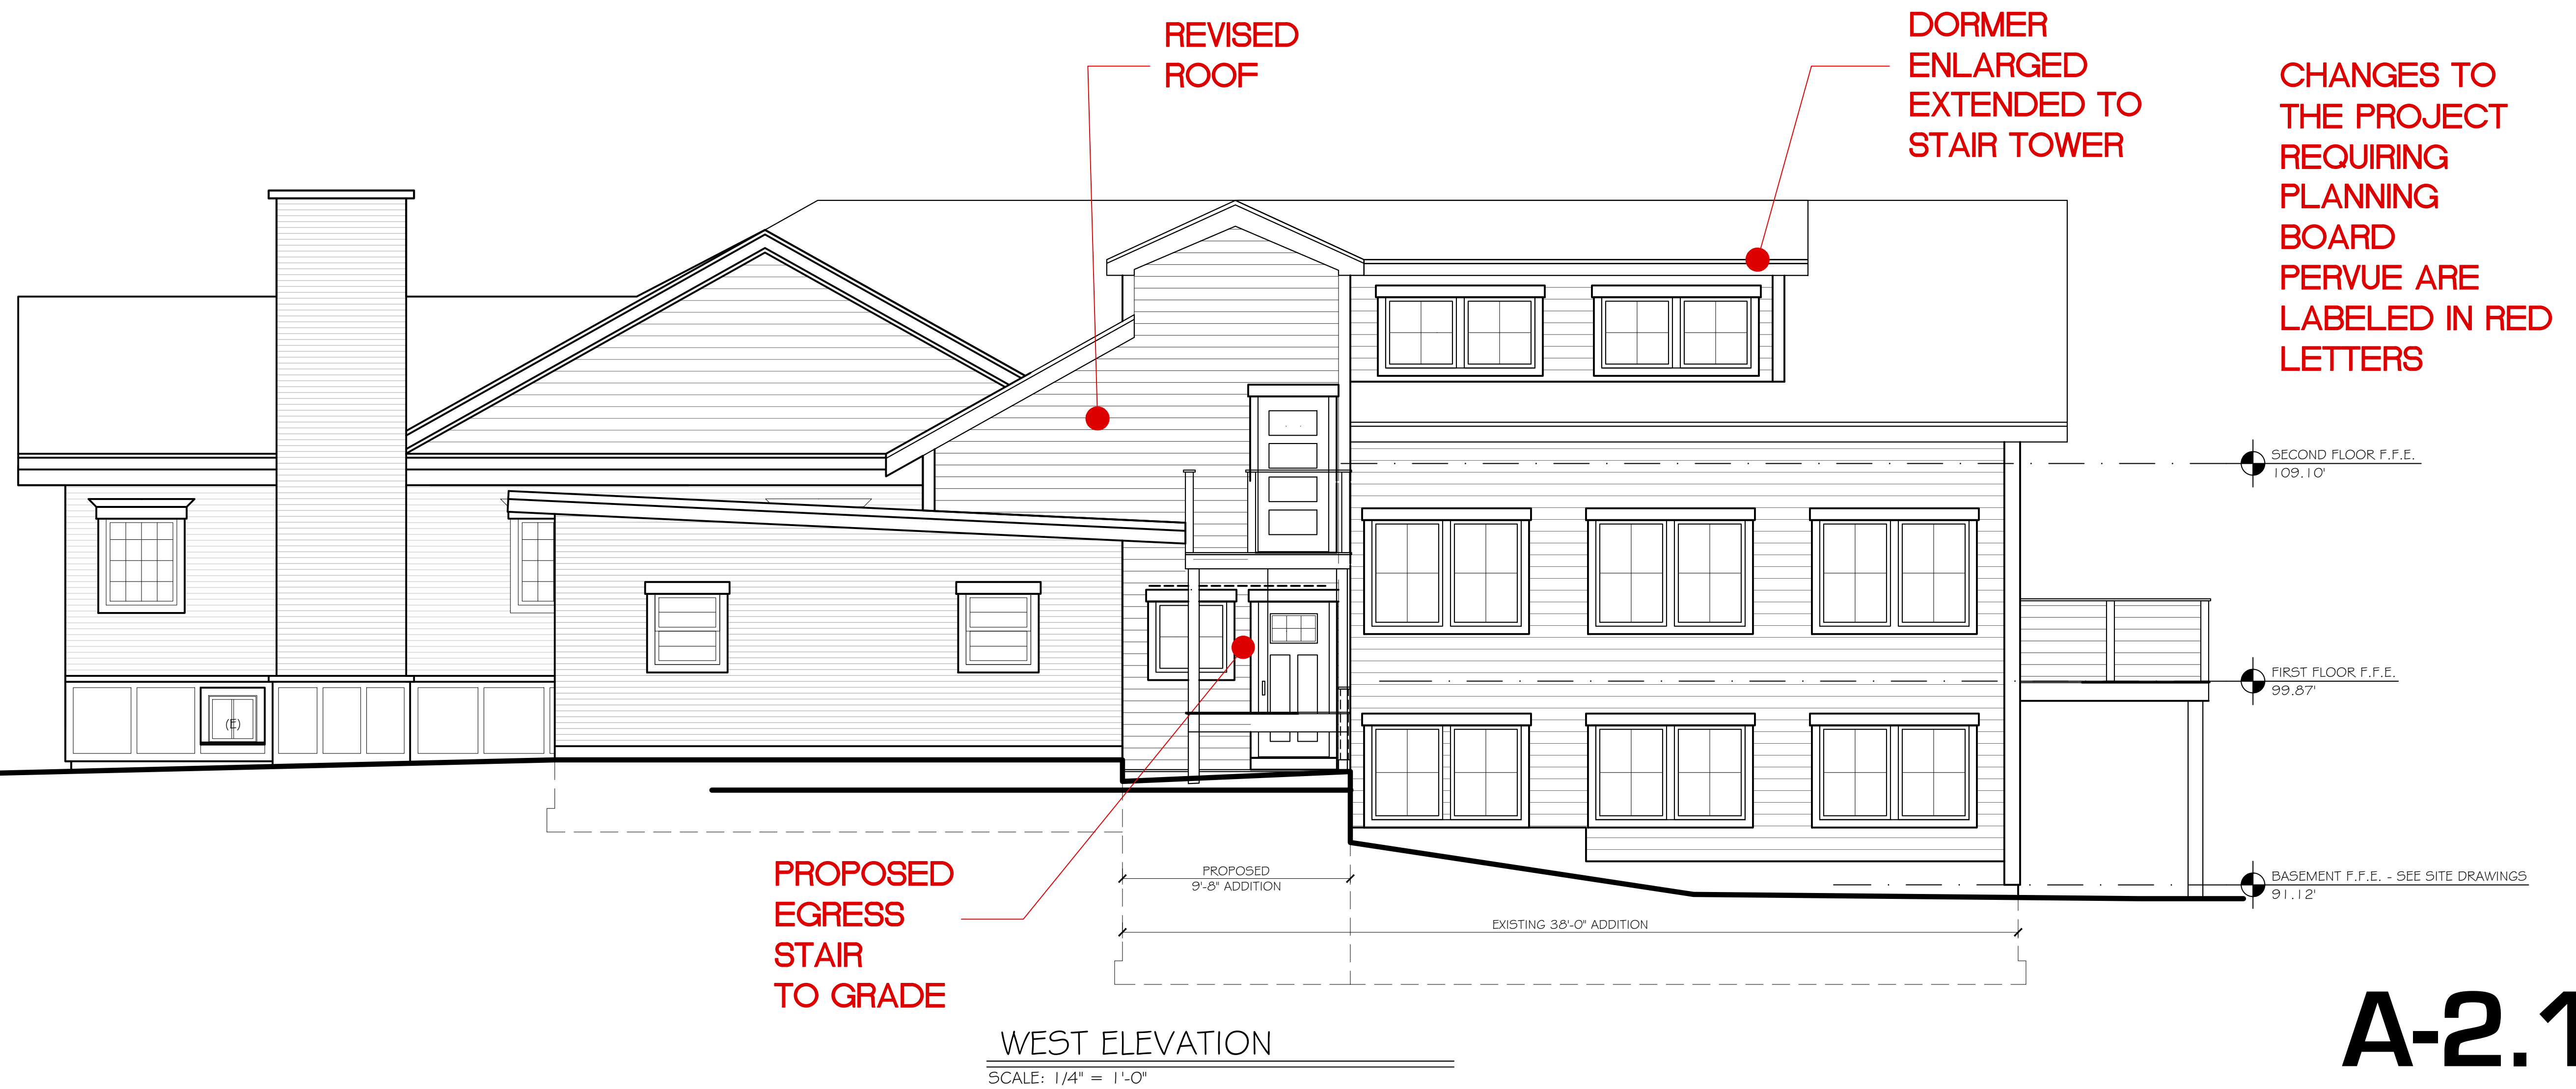 REVISED
ROOF
DORMER
ENLARGED
EXTENDED TO
STAIR TOWER
CHANGES TO
THE PROJECT
REQUIRING
PLANNING
BOARD
PERVUE ARE
LABELED IN RED
LETTERS
SECOND FLOOR F.F.E.
109.10'
FIRST FLOOR F.F.E.
99.87'
(E)
PROPOSED
EGRESS
STAIR
TO GRADE
PROPOSED
9'-8" ADDITION
BASEMENT F.F.E. - SEE SITE DRAWINGS
91.12'
EXISTING 38'-0" ADDITION
WEST ELEVATION
SCALE: 1/4" = 1'-0"
A-2.1